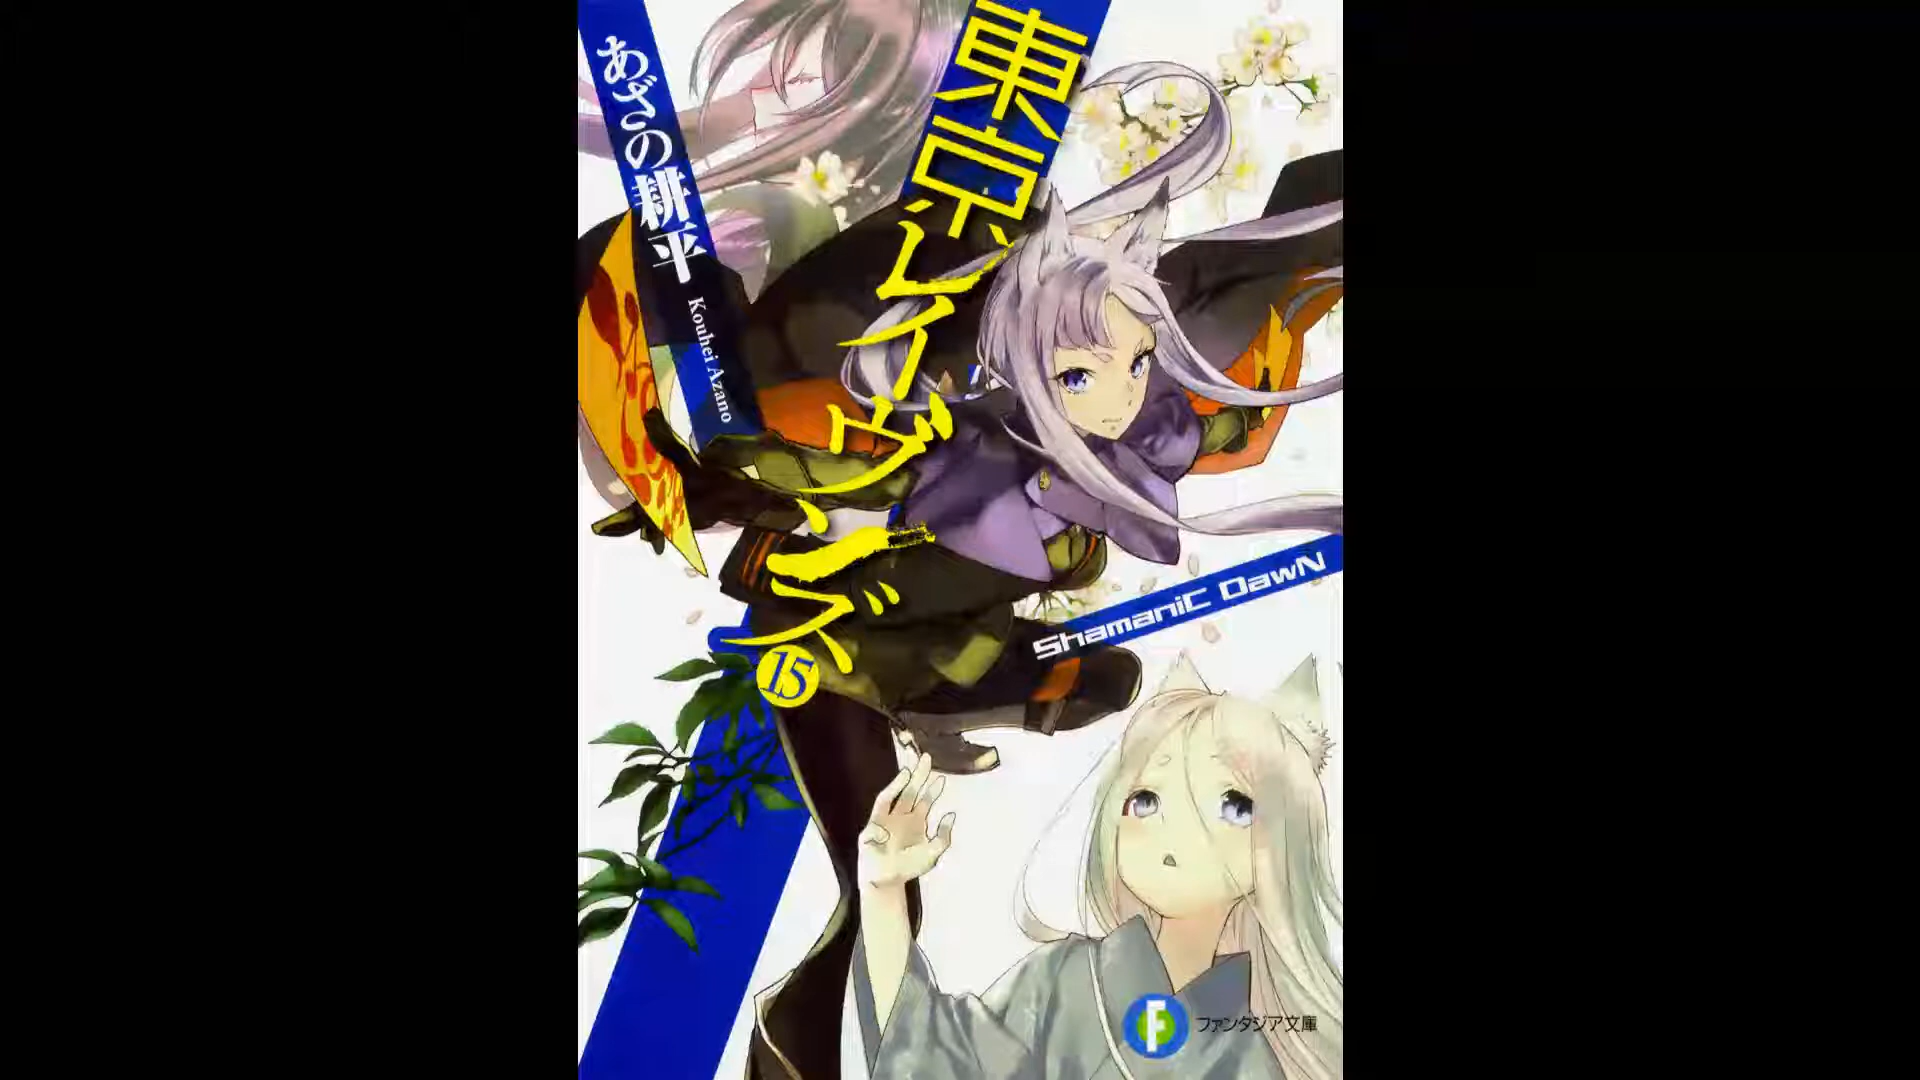 東京レイヴンズ
15
あざの耕平
Kouhei Azano
ShamaniC DawN
F
ファンタジア文庫